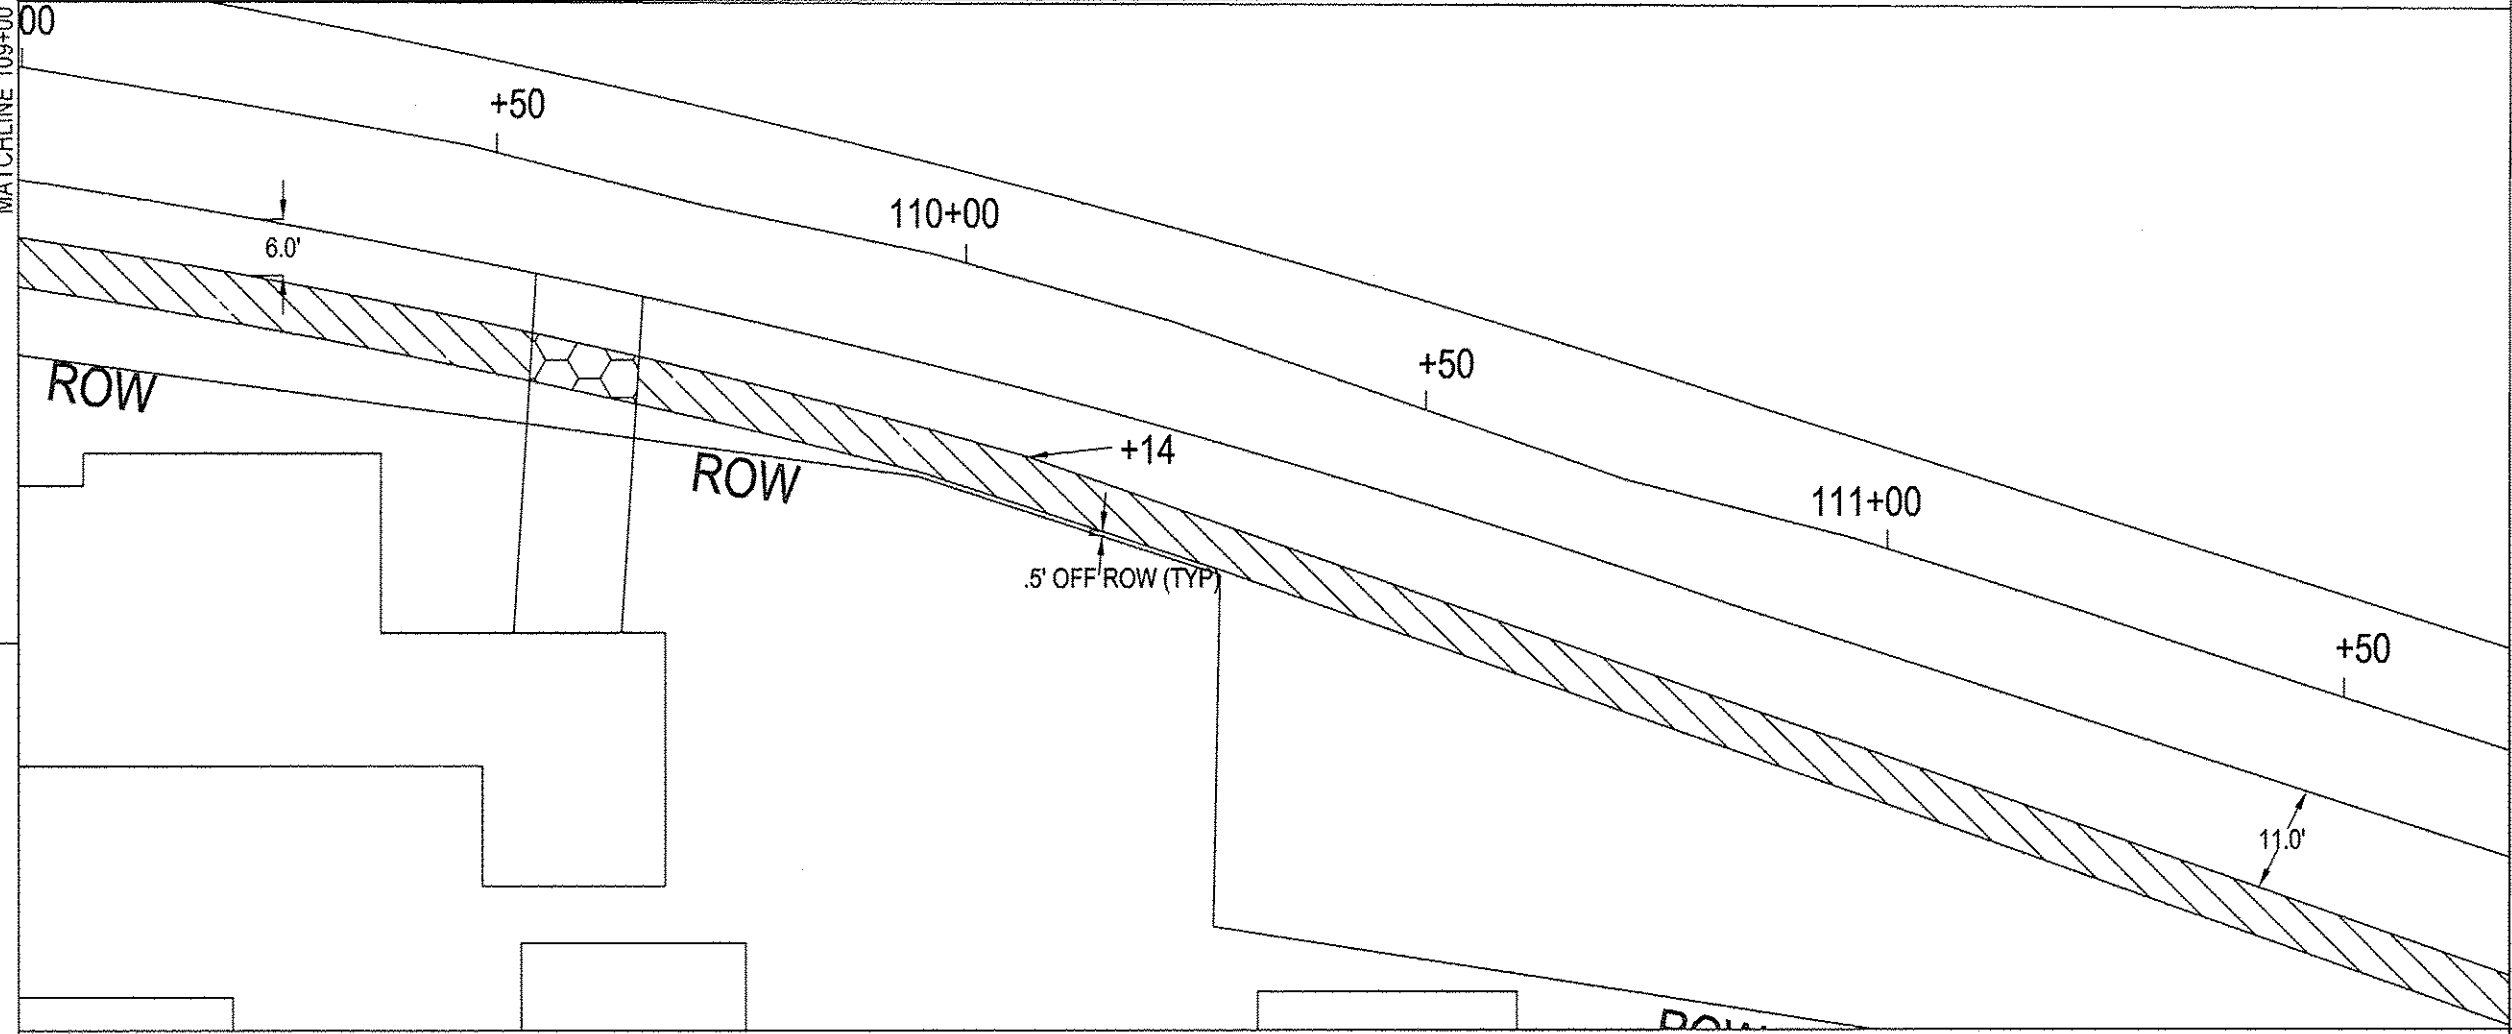 MATCHLINE 109+00
00
+50
110+00
6.0'
+50
ROW
+14
ROW
111+00
.5' OFF ROW (TYP)
+50
11.0'
ROW